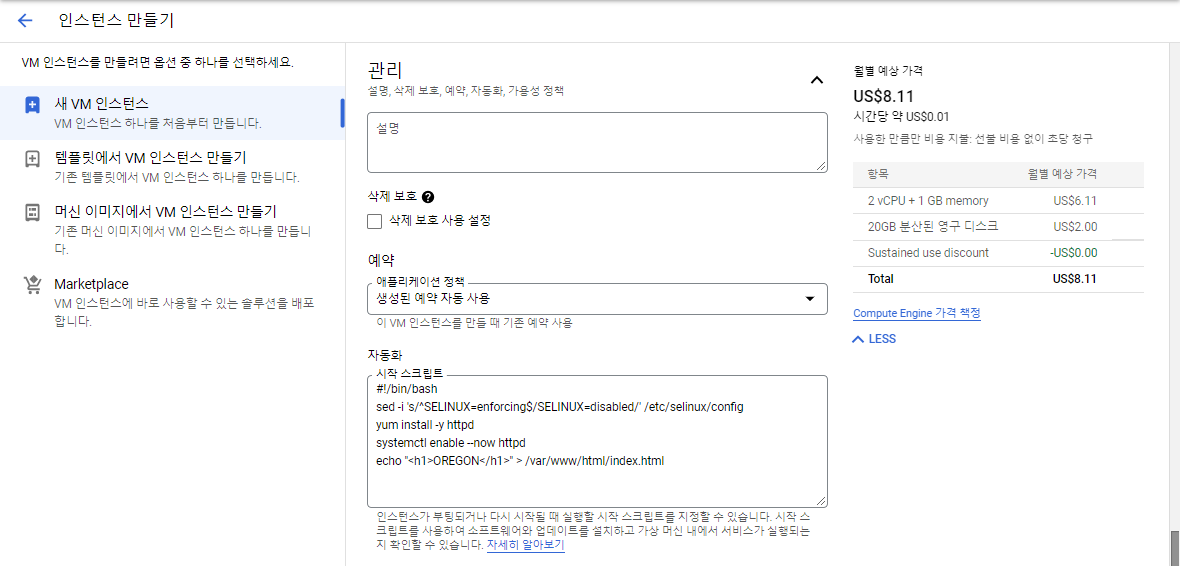 인스턴스 만들기
VM 인스턴스를 만들려면 옵션 중 하나를 선택하세요.
새 VM 인스턴스
VM 인스턴스 하나를 처음부터 만듭니다.
템플릿에서 VM 인스턴스 만들기
기존 템플릿에서 VM 인스턴스 하나를 만듭니다.
머신 이미지에서 VM 인스턴스 만들기
기존 머신 이미지에서 VM 인스턴스 하나를 만듭니
다.
Marketplace
VM 인스턴스에 바로 사용할 수 있는 솔루션을 배포
합니다.
관리
설명, 삭제 보호, 예약, 자동화, 가용성 정책
설명
삭제 보호
삭제 보호 사용 설정
예약
애플리케이션 정책
생성된 예약 자동 사용
이 VM 인스턴스를 만들 때 기존 예약 사용
자동화
시작 스크립트
#!/bin/bash
sed -i 's/^SELINUX=enforcing$/SELINUX=disabled/' /etc/selinux/config
yum install -y httpd
systemctl enable --now httpd
echo "<h1>OREGON</h1>" > /var/www/html/index.html
인스턴스가 부팅되거나 다시 시작될 때 실행할 시작 스크립트를 지정할 수 있습니다. 시작 스
크립트를 사용하여 소프트웨어와 업데이트를 설치하고 가상 머신 내에서 서비스가 실행되는
지 확인할 수 있습니다. 자세히 알아보기
월별 예상 가격
US$8.11
시간당 약 US$0.01
사용한 만큼만 비용 지불: 선불 비용 없이 초당 청구
항목 월별 예상 가격
2 vCPU + 1 GB memory US$6.11
20GB 분산된 영구 디스크 US$2.00
Sustained use discount -US$0.00
Total US$8.11
Compute Engine 가격 책정
LESS